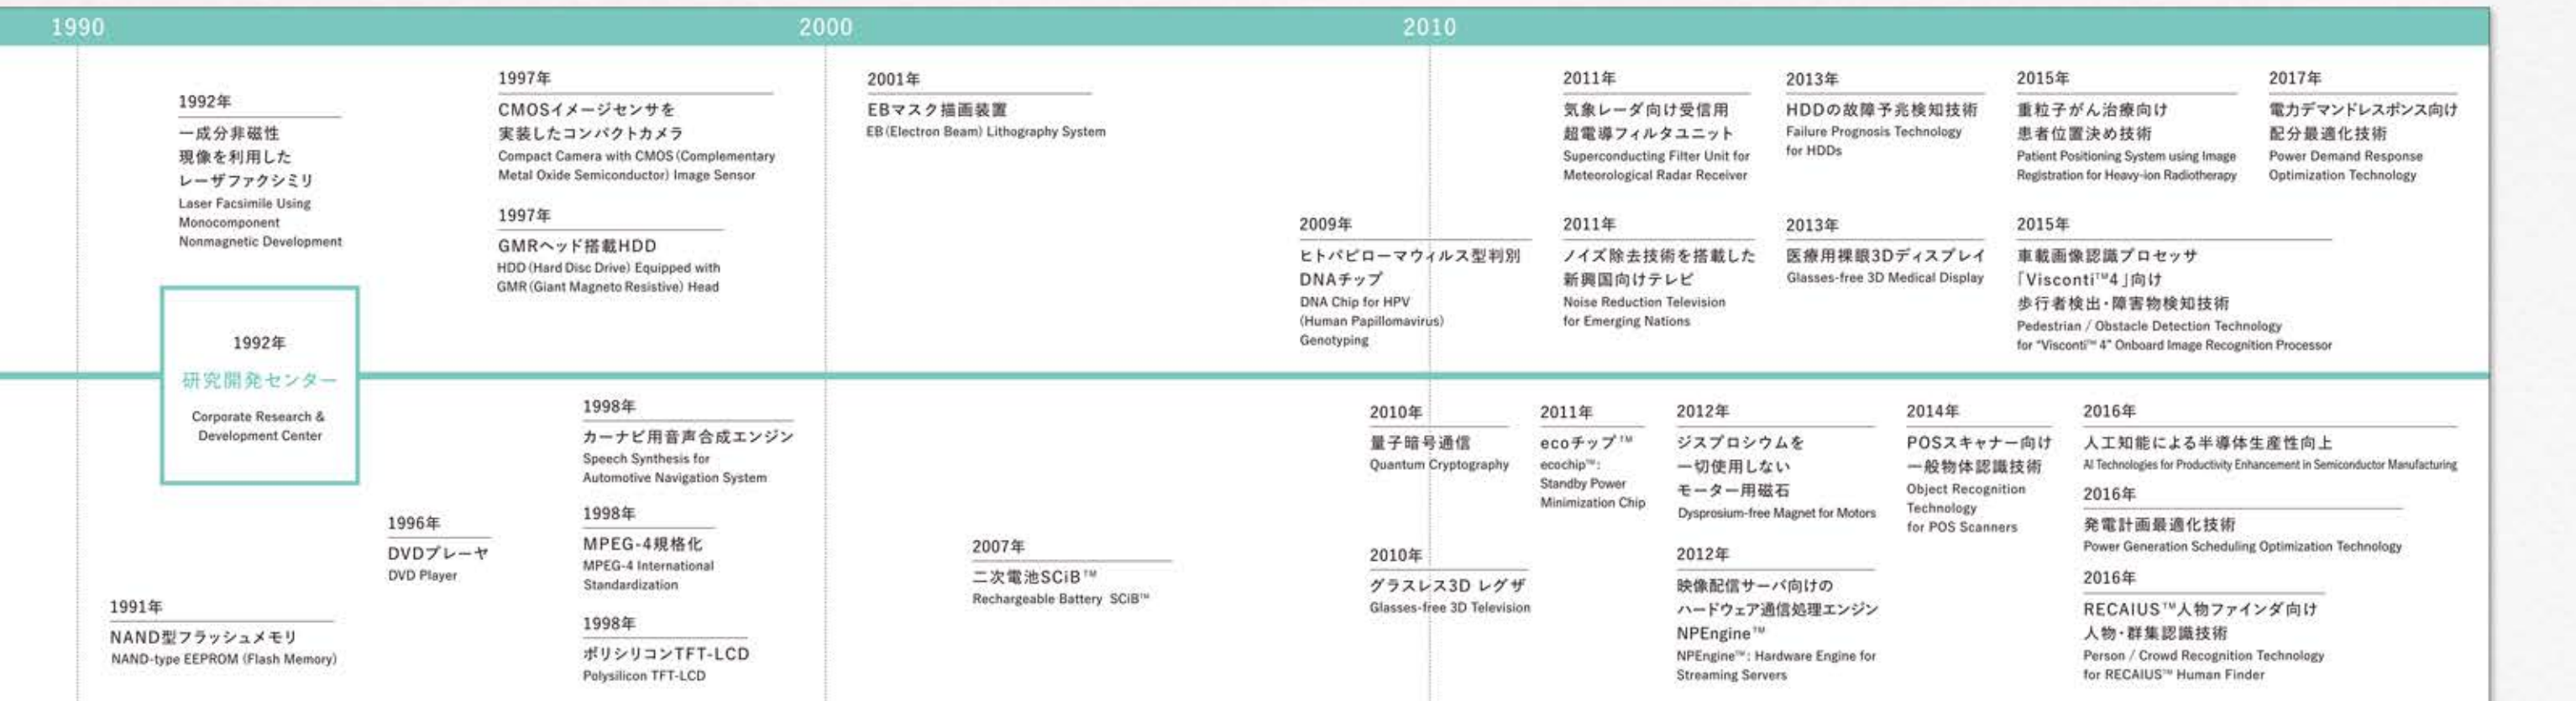 1990
2000
2010
1992年
一成分非磁性
現像を利用した
レーザファクシミリ
Laser Facsimile Using
Monocomponent
Nonmagnetic Development
1997年
CMOSイメージセンサを
実装したコンパクトカメラ
Compact Camera with CMOS (Complementary
Metal Oxide Semiconductor) Image Sensor
1997年
GMRヘッド搭載HDD
HDD (Hard Disc Drive) Equipped with
GMR (Giant Magneto Resistive) Head
2001年
EBマスク描画装置
EB (Electron Beam) Lithography System
2009年
ヒトパピローマウィルス型判別
DNAチップ
DNA Chip for HPV
(Human Papillomavirus)
Genotyping
2011年
気象レーダ向け受信用
超電導フィルタユニット
Superconducting Filter Unit for
Meteorological Radar Receiver
2011年
ノイズ除去技術を搭載した
新興国向けテレビ
Noise Reduction Television
for Emerging Nations
2013年
HDDの故障予兆検知技術
Failure Prognosis Technology
for HDDs
2013年
医療用裸眼3Dディスプレイ
Glasses-free 3D Medical Display
2015年
重粒子がん治療向け
患者位置決め技術
Patient Positioning System using Image
Registration for Heavy-ion Radiotherapy
2015年
車載画像認識プロセッサ
「Visconti™4」向け
歩行者検出・障害物検知技術
Pedestrian / Obstacle Detection Technology
for "Visconti™ 4" Onboard Image Recognition Processor
2017年
電力デマンドレスポンス向け
配分最適化技術
Power Demand Response
Optimization Technology
1992年
研究開発センター
Corporate Research &
Development Center
1991年
NAND型フラッシュメモリ
NAND-type EEPROM (Flash Memory)
1996年
DVDプレーヤ
DVD Player
1998年
カーナビ用音声合成エンジン
Speech Synthesis for
Automotive Navigation System
1998年
MPEG-4規格化
MPEG-4 International
Standardization
1998年
ポリシリコンTFT-LCD
Polysilicon TFT-LCD
2007年
二次電池SCiB™
Rechargeable Battery SCiB™
2010年
量子暗号通信
Quantum Cryptography
2010年
グラスレス3D レグザ
Glasses-free 3D Television
2011年
ecoチップ™
ecochip™:
Standby Power
Minimization Chip
2012年
ジスプロシウムを
一切使用しない
モーター用磁石
Dysprosium-free Magnet for Motors
2012年
映像配信サーバ向けの
ハードウェア通信処理エンジン
NPEngine™
NPEngine™: Hardware Engine for
Streaming Servers
2014年
POSスキャナー向け
一般物体認識技術
Object Recognition
Technology
for POS Scanners
2016年
人工知能による半導体生産性向上
AI Technologies for Productivity Enhancement in Semiconductor Manufacturing
2016年
発電計画最適化技術
Power Generation Scheduling Optimization Technology
2016年
RECAIUS™人物ファインダ向け
人物・群集認識技術
Person / Crowd Recognition Technology
for RECAIUS™ Human Finder